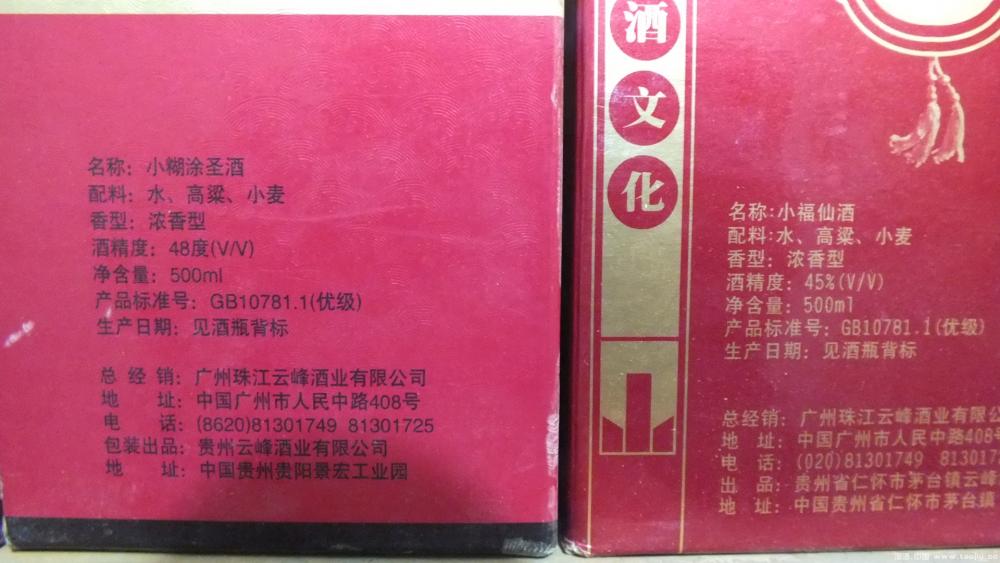 名称：小糊涂圣酒
配料：水、高粱、小麦
香型：浓香型
酒精度：48度(V/V)
净含量：500ml
产品标准号：GB10781.1(优级)
生产日期：见酒瓶背标
总经销：广州珠江云峰酒业有限公司
地址：中国广州市人民中路408号
电话：(8620)81301749 81301725
包装出品：贵州云峰酒业有限公司
地址：中国贵州贵阳景宏工业园
酒文化
名称:小福仙酒
配料:水、高粱、小麦
香型：浓香型
酒精度：45%(V/V)
净含量：500ml
产品标准号：GB10781.1(优级)
生产日期：见酒瓶背标
总经销：广州珠江云峰酒业有限
地址：中国广州市人民中路408
电话：(020)81301749 813017
出品：贵州省仁怀市茅台镇云峰
地址：中国贵州省仁怀市茅台镇